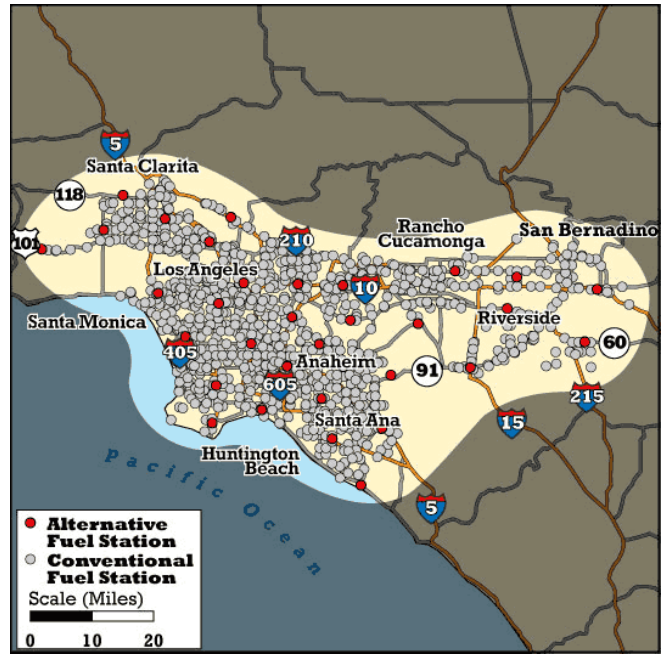 5
Santa Clarita
118
101
210
Rancho
Cucamonga
San Bernadino
Los Angeles
10
Santa Monica
Riverside
405
Anaheim
60
91
605
215
Santa Ana
15
Huntington
Beach
5
pacific Ocean
Alternative
Fuel Station
Conventional
Fuel Station
Scale (Miles)
0 10 20